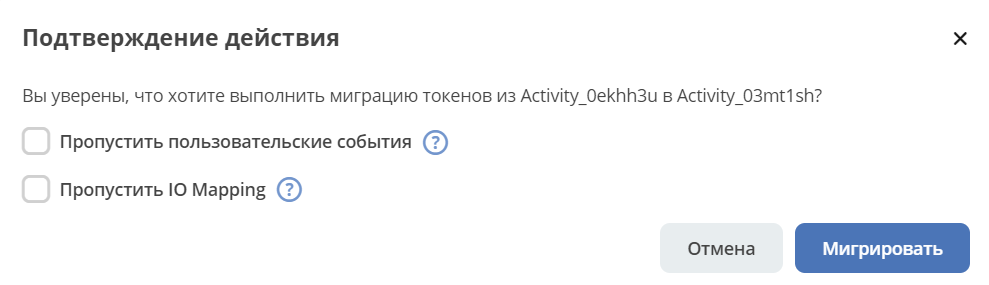 Подтверждение действия
Вы уверены, что хотите выполнить миграцию токенов из Activity_0ekhh3u в Activity_03mt1sh?
Пропустить пользовательские события ?
Пропустить IO Mapping ?
Отмена Мигрировать